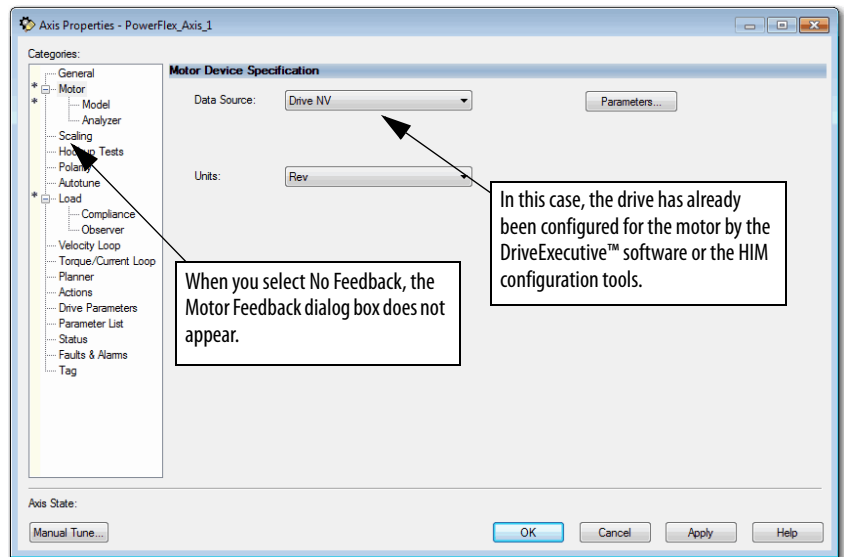 Axis Properties - PowerFlex_Axis_1
Categories:
General
* Motor
* Model
Analyzer
Scaling
Hookup Tests
Polarity
Autotune
* Load
Compliance
Observer
Velocity Loop
Torque/Current Loop
Planner
Actions
Drive Parameters
Parameter List
Status
Faults & Alarms
Tag
Motor Device Specification
Data Source: Drive NV
Parameters...
Units: Rev
In this case, the drive has already
been configured for the motor by the
DriveExecutive™ software or the HIM
configuration tools.
When you select No Feedback, the
Motor Feedback dialog box does not
appear.
Axis State:
Manual Tune...
OK
Cancel
Apply
Help